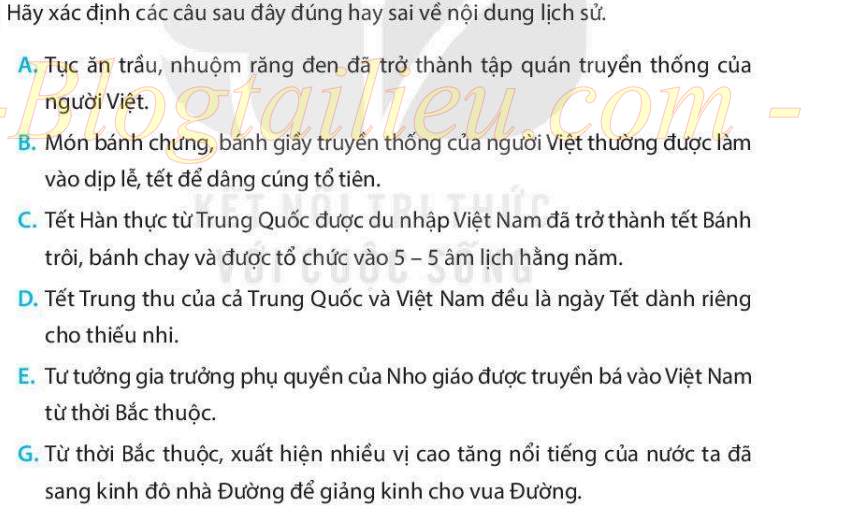 Hãy xác định các câu sau đây đúng hay sai về nội dung lịch sử.
A. Tục ăn trầu, nhuộm răng đen đã trở thành tập quán truyền thống của
người Việt.
-Blogtailieu.com -
B. Món bánh chưng, bánh giầy truyền thống của người Việt thường được làm
vào dịp lễ, tết để dâng cúng tổ tiên.
KẾT NỐI TRI THỨC
C. Tết Hàn thực từ Trung Quốc được du nhập Việt Nam đã trở thành tết Bánh
trôi, bánh chay và được tổ chức vào 5 – 5 âm lịch hằng năm.
VỚI CUỘC SỐNG
D. Tết Trung thu của cả Trung Quốc và Việt Nam đều là ngày Tết dành riêng
cho thiếu nhi.
E. Tư tưởng gia trưởng phụ quyền của Nho giáo được truyền bá vào Việt Nam
từ thời Bắc thuộc.
G. Từ thời Bắc thuộc, xuất hiện nhiều vị cao tăng nổi tiếng của nước ta đã
sang kinh đô nhà Đường để giảng kinh cho vua Đường.